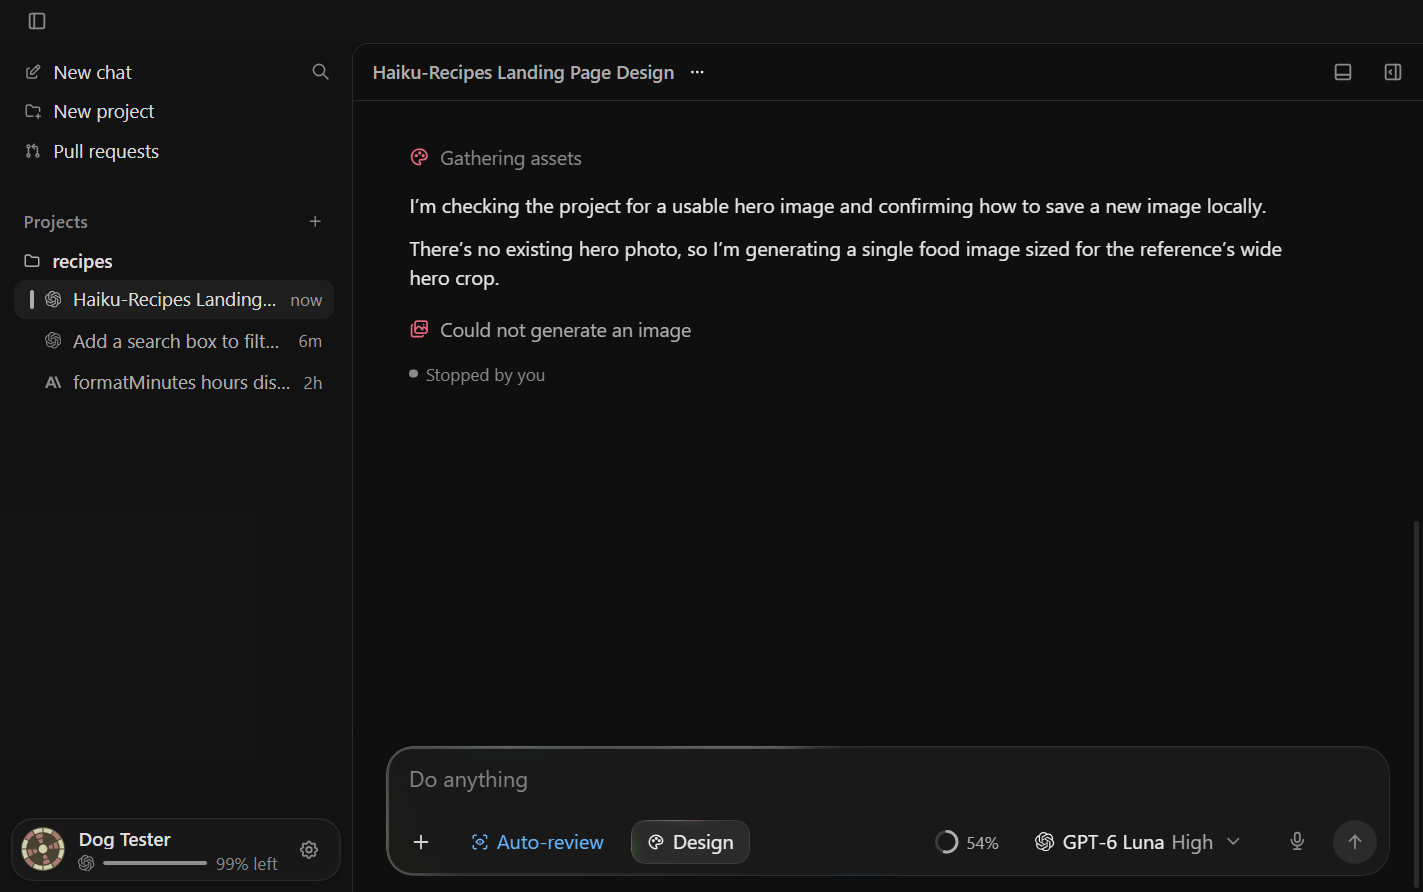 New chat
New project
Pull requests
Projects
recipes
Haiku-Recipes Landing... now
Add a search box to filt... 6m
formatMinutes hours dis... 2h
Dog Tester
99% left
Haiku-Recipes Landing Page Design
Gathering assets
I’m checking the project for a usable hero image and confirming how to save a new image locally.
There’s no existing hero photo, so I’m generating a single food image sized for the reference’s wide
hero crop.
Could not generate an image
Stopped by you
Do anything
Auto-review
Design
54%
GPT-6 Luna High